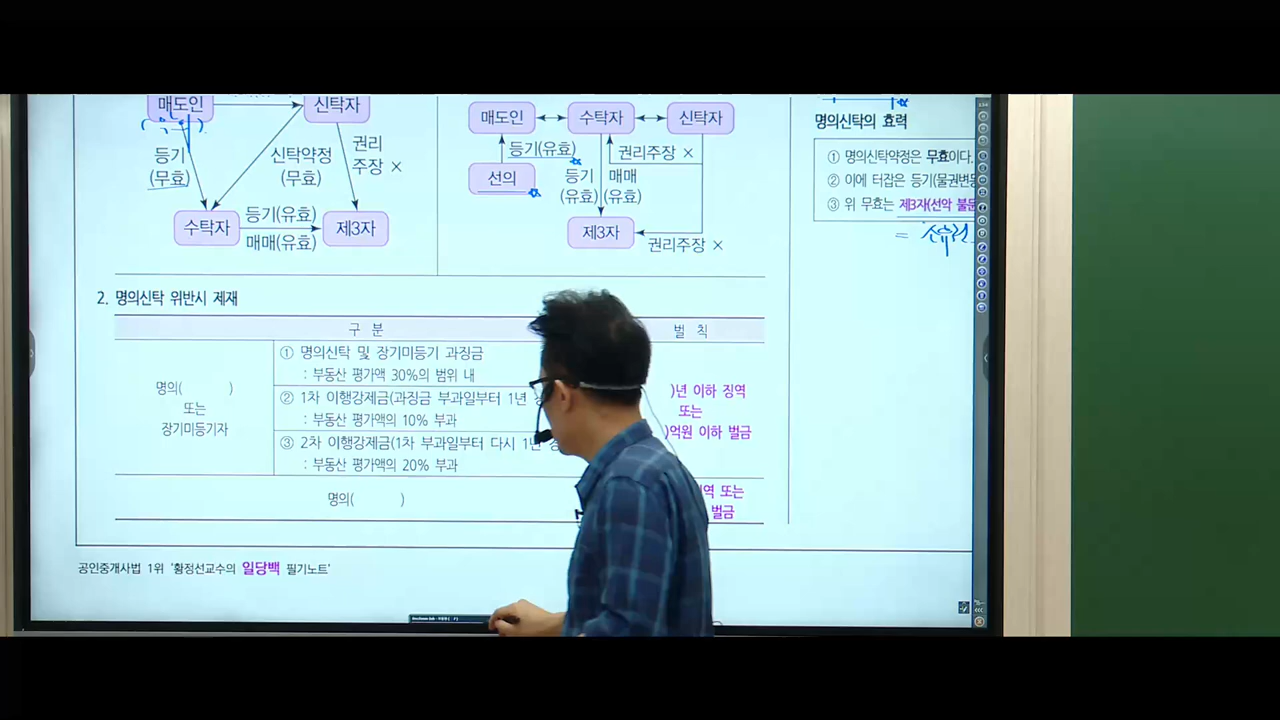 매도인 신탁자
등기
(무효)
신탁약정
(무효)
권리
주장 ×
수탁자
등기(유효)
매매(유효)
제3자
매도인 수탁자 신탁자
등기(유효)
권리주장 ×
선의
등기 매매
(유효) (유효)
제3자
권리주장 ×
명의신탁의 효력
① 명의신탁약정은 무효이다.
② 이에 터잡은 등기(물권변동
③ 위 무효는 제3자(선악 불문
=
2. 명의신탁 위반시 제재
구 분 벌 칙
명의( )
또는
장기미등기자
① 명의신탁 및 장기미등기 과징금
: 부동산 평가액 30%의 범위 내
② 1차 이행강제금(과징금 부과일부터 1년
: 부동산 평가액의 10% 부과
③ 2차 이행강제금(1차 부과일부터 다시 1년
: 부동산 평가액의 20% 부과
)년 이하 징역
또는
)억원 이하 벌금
명의( )
역 또는
벌금
공인중개사법 1위 '황정선교수의 일당백 필기노트'